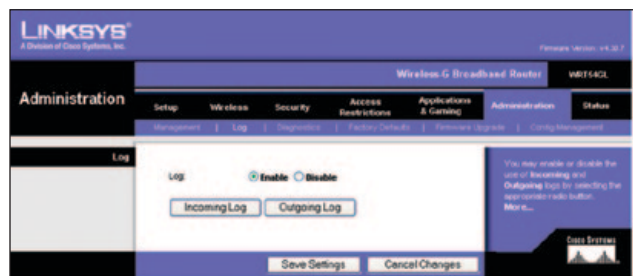 LINKSYS®
A Division of Cisco Systems, Inc.
Firmware Version: v4.30.7
Wireless-G Broadband Router WRT54GL
Administration
Setup Wireless Security Access Restrictions Applications & Gaming Administration Status
Management | Log | Diagnostics | Factory Defaults | Firmware Upgrade | Config Management
Log
Log: Enable Disable
Incoming Log Outgoing Log
You may enable or disable the
use of Incoming and
Outgoing logs by selecting the
appropriate radio button.
More...
Save Settings Cancel Changes
CISCO SYSTEMS